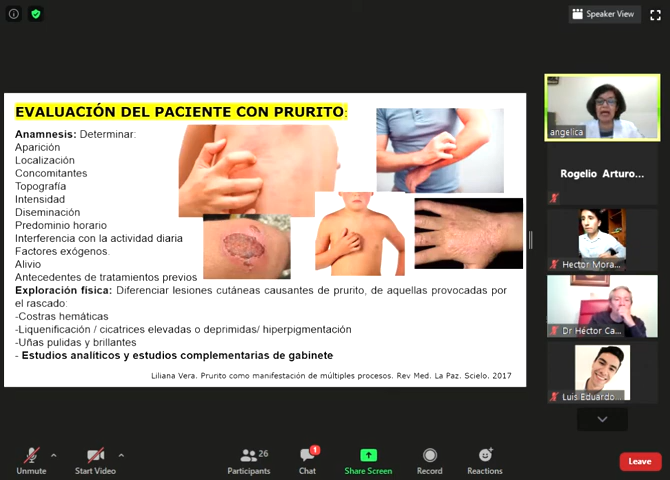 Speaker View
EVALUACIÓN DEL PACIENTE CON PRURITO:
Anamnesis: Determinar:
Aparición
Localización
Concomitantes
Topografía
Intensidad
Diseminación
Predominio horario
Interferencia con la actividad diaria
Factores exógenos.
Alivio
Antecedentes de tratamientos previos
Exploración física: Diferenciar lesiones cutáneas causantes de prurito, de aquellas provocadas por
el rascado:
-Costras hemáticas
-Liquenificación / cicatrices elevadas o deprimidas/ hiperpigmentación
-Uñas pulidas y brillantes
- Estudios analíticos y estudios complementarias de gabinete
Liliana Vera. Prurito como manifestación de múltiples procesos. Rev Med. La Paz. Scielo. 2017
angelica
Rogelio Arturo...
Hector Mora...
Dr Héctor Ca...
Luis Eduardo...
Unmute
Start Video
26
Participants
1
Chat
Share Screen
Record
Reactions
Leave